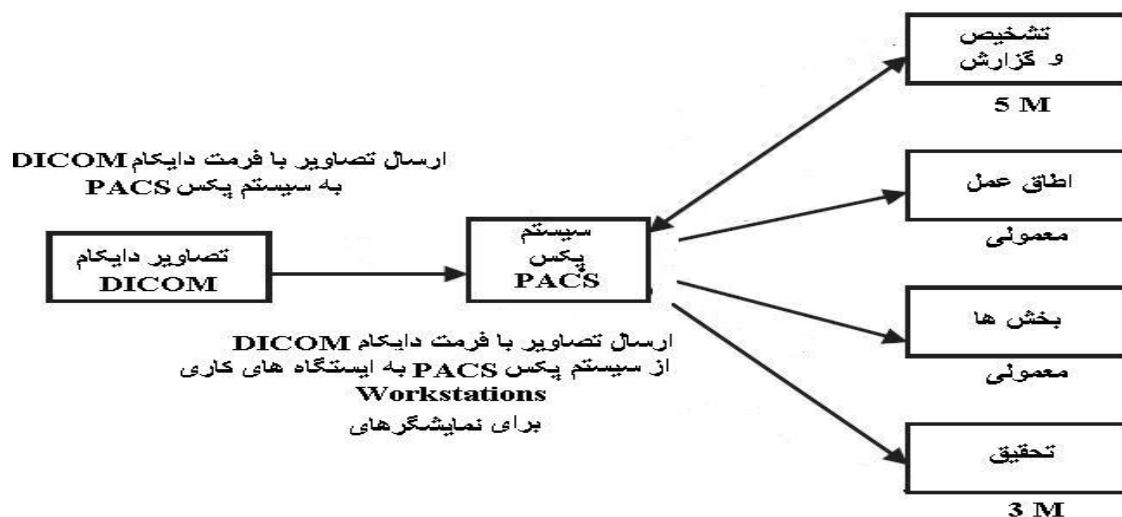 تشخیص
و گزارش
5 M
ارسال تصاویر با فرمت دایکام DICOM
به سیستم پکس PACS
اطاق عمل
معمولی
تصاویر دایکام
DICOM
سیستم
پکس
PACS
بخش ها
معمولی
ارسال تصاویر با فرمت دایکام DICOM
از سیستم پکس PACS به ایستگاه های کاری
Workstations
برای نمایشگرهای
تحقیق
3 M